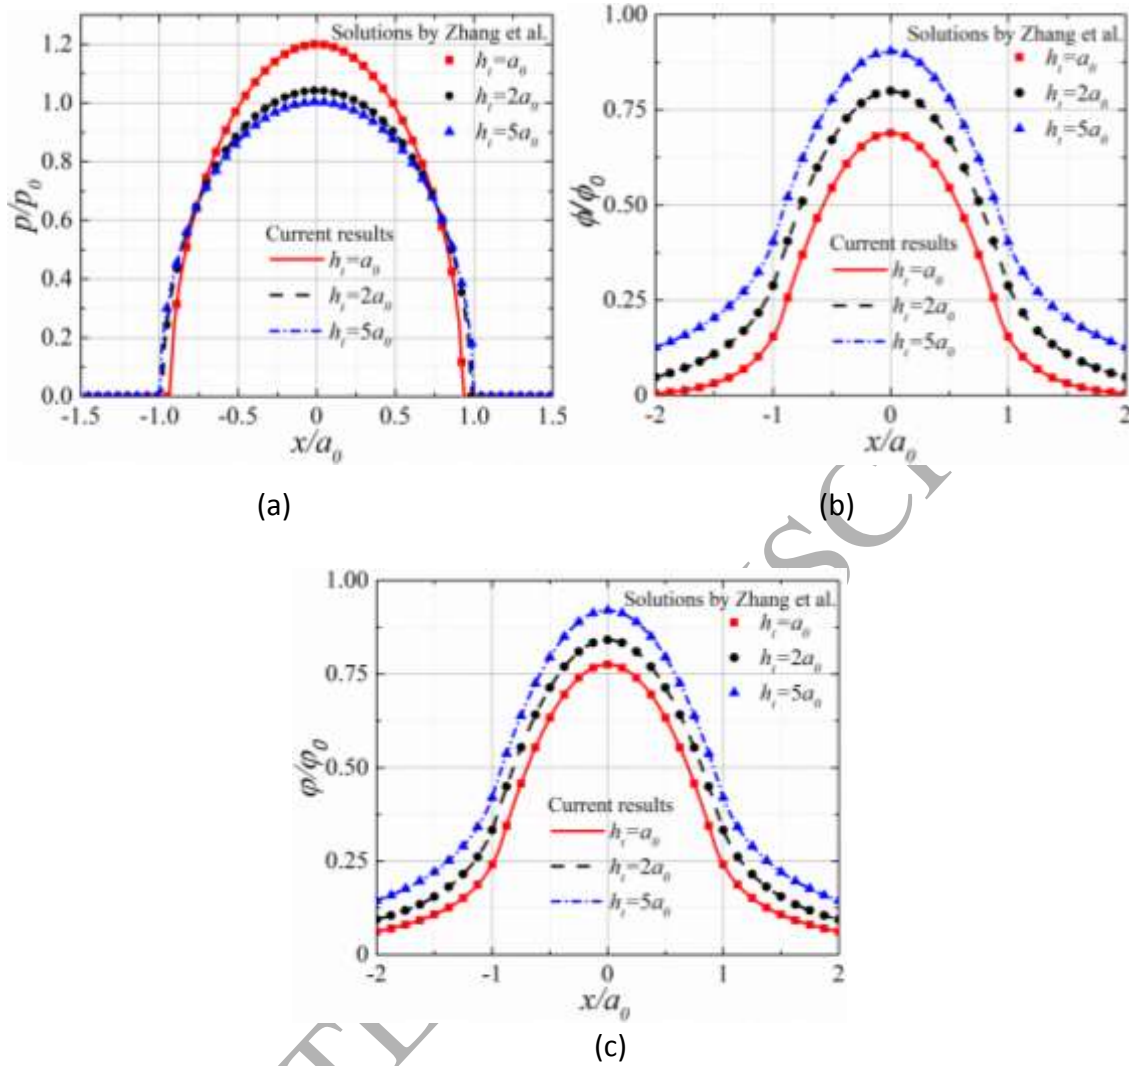 Solutions by Zhang et al.
hₜ=a₀
hₜ=2a₀
hₜ=5a₀
Current results
hₜ=a₀
hₜ=2a₀
hₜ=5a₀
p/p₀
1.2
1.0
0.8
0.6
0.4
0.2
0.0
-1.5 -1.0 -0.5 0 0.5 1.0 1.5
x/a₀
(a)
Solutions by Zhang et al.
hₜ=a₀
hₜ=2a₀
hₜ=5a₀
Current results
hₜ=a₀
hₜ=2a₀
hₜ=5a₀
ϕ/ϕ₀
1.00
0.75
0.50
0.25
0
-2 -1 0 1 2
x/a₀
(b)
Solutions by Zhang et al.
hₜ=a₀
hₜ=2a₀
hₜ=5a₀
Current results
hₜ=a₀
hₜ=2a₀
hₜ=5a₀
φ/φ₀
1.00
0.75
0.50
0.25
0
-2 -1 0 1 2
x/a₀
(c)